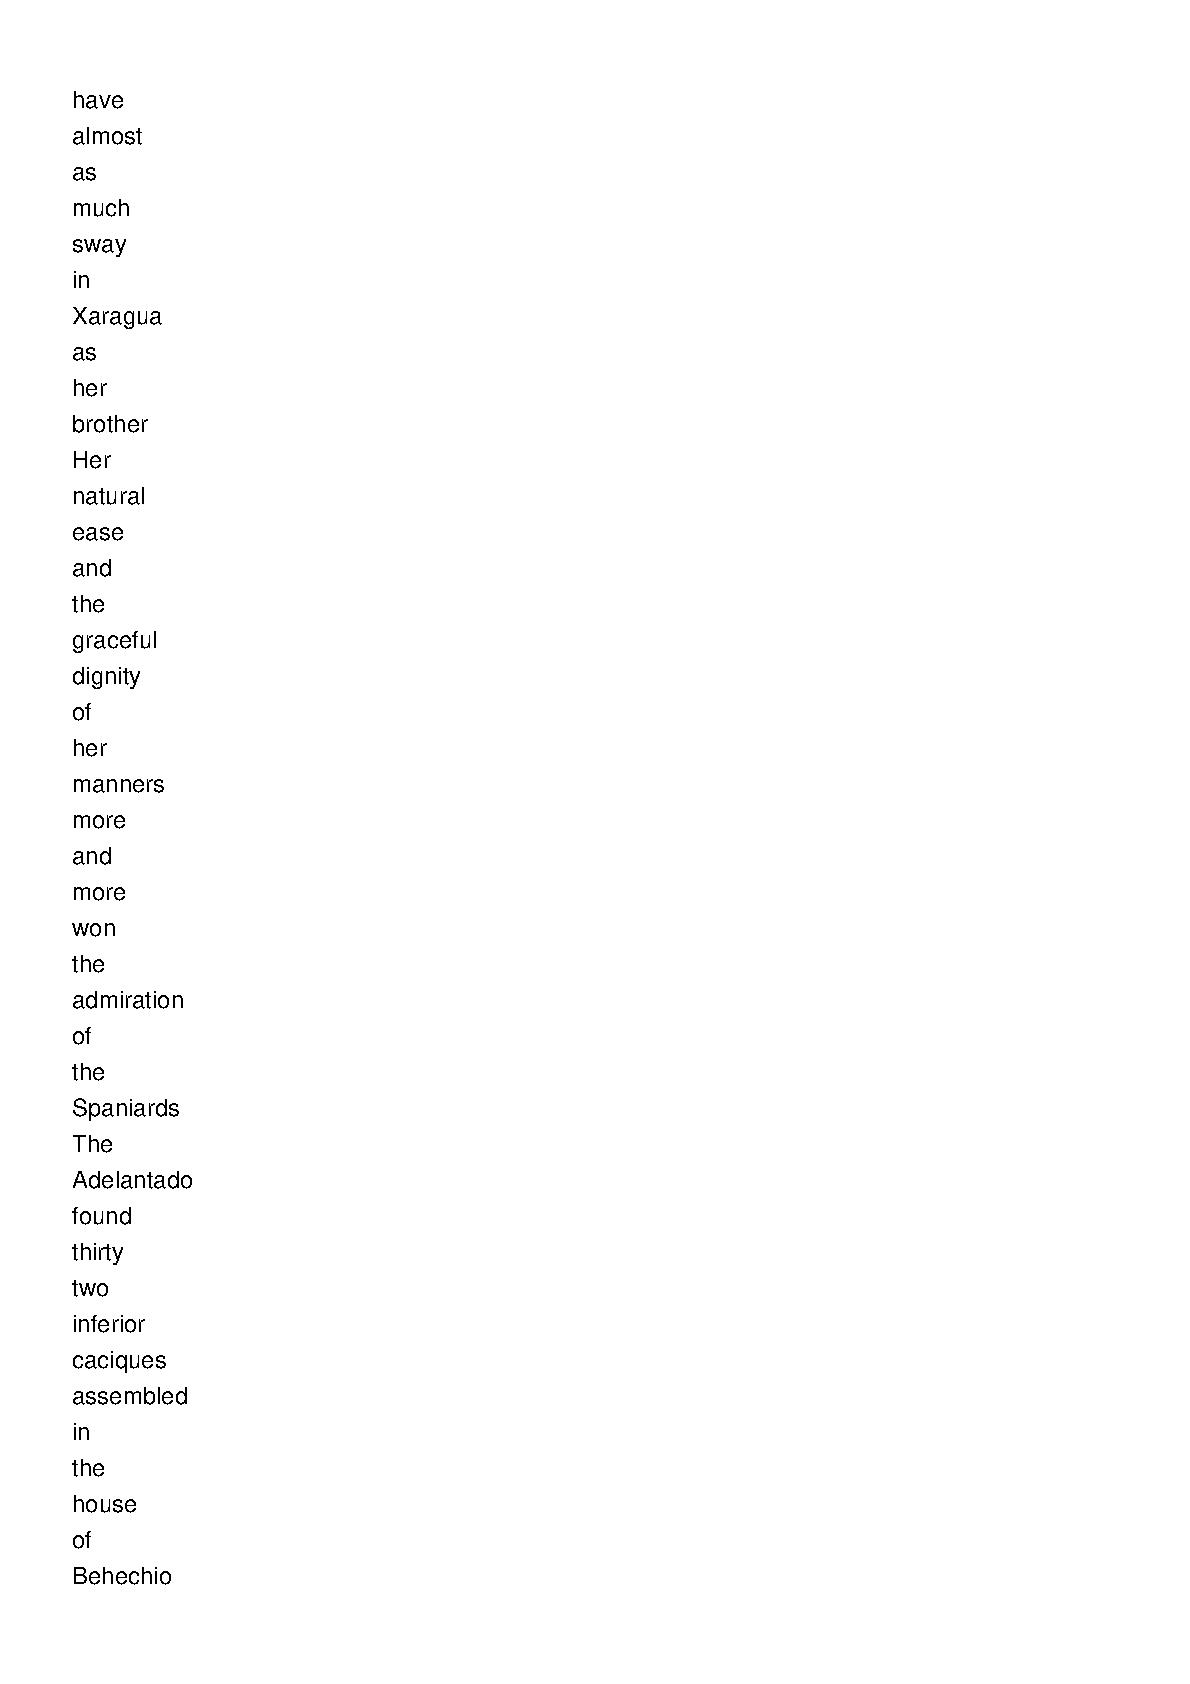 have
almost
as
much
sway
in
Xaragua
as
her
brother
Her
natural
ease
and
the
graceful
dignity
of
her
manners
more
and
more
won
the
admiration
of
the
Spaniards
The
Adelantado
found
thirty
two
inferior
caciques
assembled
in
the
house
of
Behechio